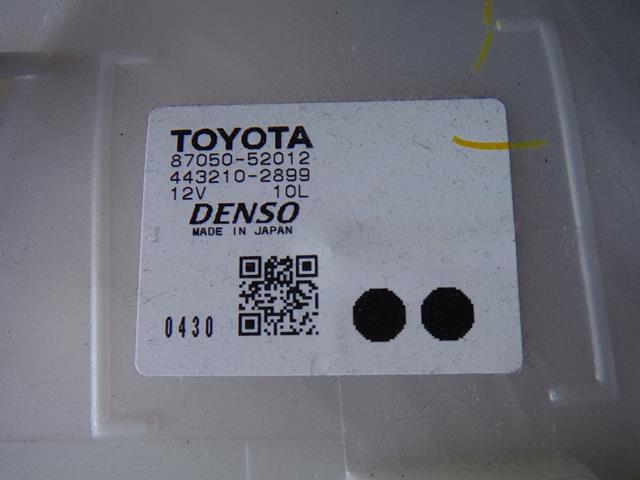 TOYOTA
87050-52012
443210-2899
12V 10L
DENSO
MADE IN JAPAN
0430